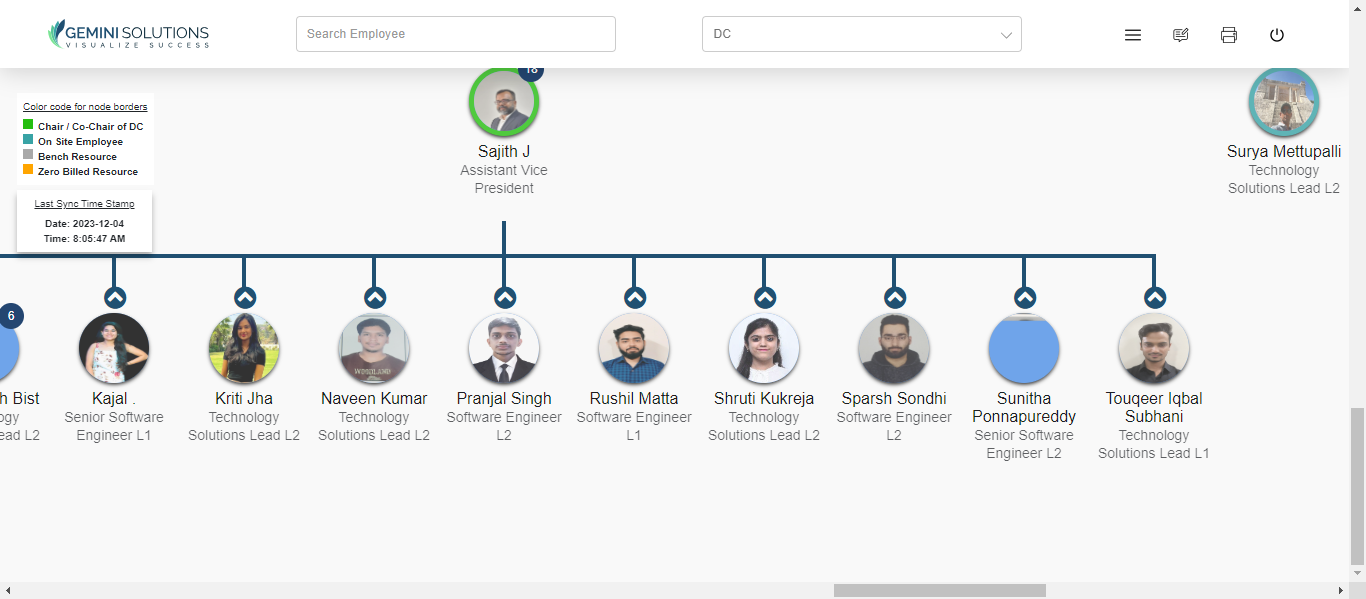 GEMINI SOLUTIONS
VISUALIZE SUCCESS
Search Employee
DC
18
Color code for node borders
Chair / Co-Chair of DC
On Site Employee
Bench Resource
Zero Billed Resource
Last Sync Time Stamp
Date: 2023-12-04
Time: 8:05:47 AM
Sajith J
Assistant Vice
President
Surya Mettupalli
Technology
Solutions Lead L2
6
h Bist
ogy
ead L2
Kajal .
Senior Software
Engineer L1
Kriti Jha
Technology
Solutions Lead L2
Naveen Kumar
Technology
Solutions Lead L2
Pranjal Singh
Software Engineer
L2
Rushil Matta
Software Engineer
L1
Shruti Kukreja
Technology
Solutions Lead L2
Sparsh Sondhi
Software Engineer
L2
Sunitha
Ponnapureddy
Senior Software
Engineer L2
Touqeer Iqbal
Subhani
Technology
Solutions Lead L1
WOODLAND